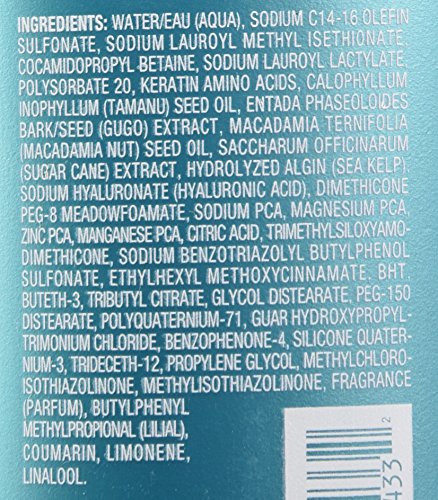 INGREDIENTS: WATER/EAU (AQUA), SODIUM C14-16 OLEFIN
SULFONATE, SODIUM LAUROYL METHYL ISETHIONATE.
COCAMIDOPROPYL BETAINE, SODIUM LAUROYL LACTYLATE,
POLYSORBATE 20, KERATIN AMINO ACIDS, CALOPHYLLUM
INOPHYLLUM (TAMANU) SEED OIL, ENTADA PHASEOLOIDES
BARK/SEED (GUGO) EXTRACT, MACADAMIA TERNIFOLIA
(MACADAMIA NUT) SEED OIL, SACCHARUM OFFICINARUM
(SUGAR CANE) EXTRACT, HYDROLYZED ALGIN (SEA KELP).
SODIUM HYALURONATE (HYALURONIC ACID), DIMETHICONE
PEG-8 MEADOWFOAMATE, SODIUM PCA, MAGNESIUM PCA,
ZINC PCA, MANGANESE PCA, CITRIC ACID, TRIMETHYLSILOXYAMO-
DIMETHICONE, SODIUM BENZOTRIAZOLYL BUTYLPHENOL
SULFONATE, ETHYLHEXYL METHOXYCINNAMATE. BHT.
BUTETH-3, TRIBUTYL CITRATE, GLYCOL DISTEARATE, PEG-150
DISTEARATE, POLYQUATERNIUM-71, GUAR HYDROXYPROPYL-
TRIMONIUM CHLORIDE, BENZOPHENONE-4, SILICONE QUATER-
NIUM-3, TRIDECETH-12, PROPYLENE GLYCOL, METHYLCHLORO-
ISOTHIAZOLINONE, METHYLISOTHIAZOLINONE, FRAGRANCE
(PARFUM), BUTYLPHENYL
METHYLPROPIONAL (LILIAL),
COUMARIN, LIMONENE,
LINALOOL.
433
2